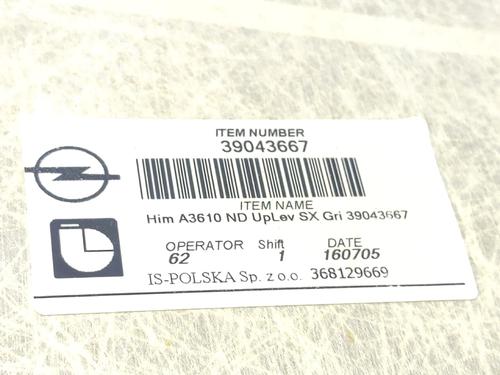 ITEM NUMBER
39043667
ITEM NAME
Him A3610 ND UpLev SX Gri 39043667
OPERATOR Shift DATE
62 1 160705
IS-POLSKA Sp. z o.o. 368129669